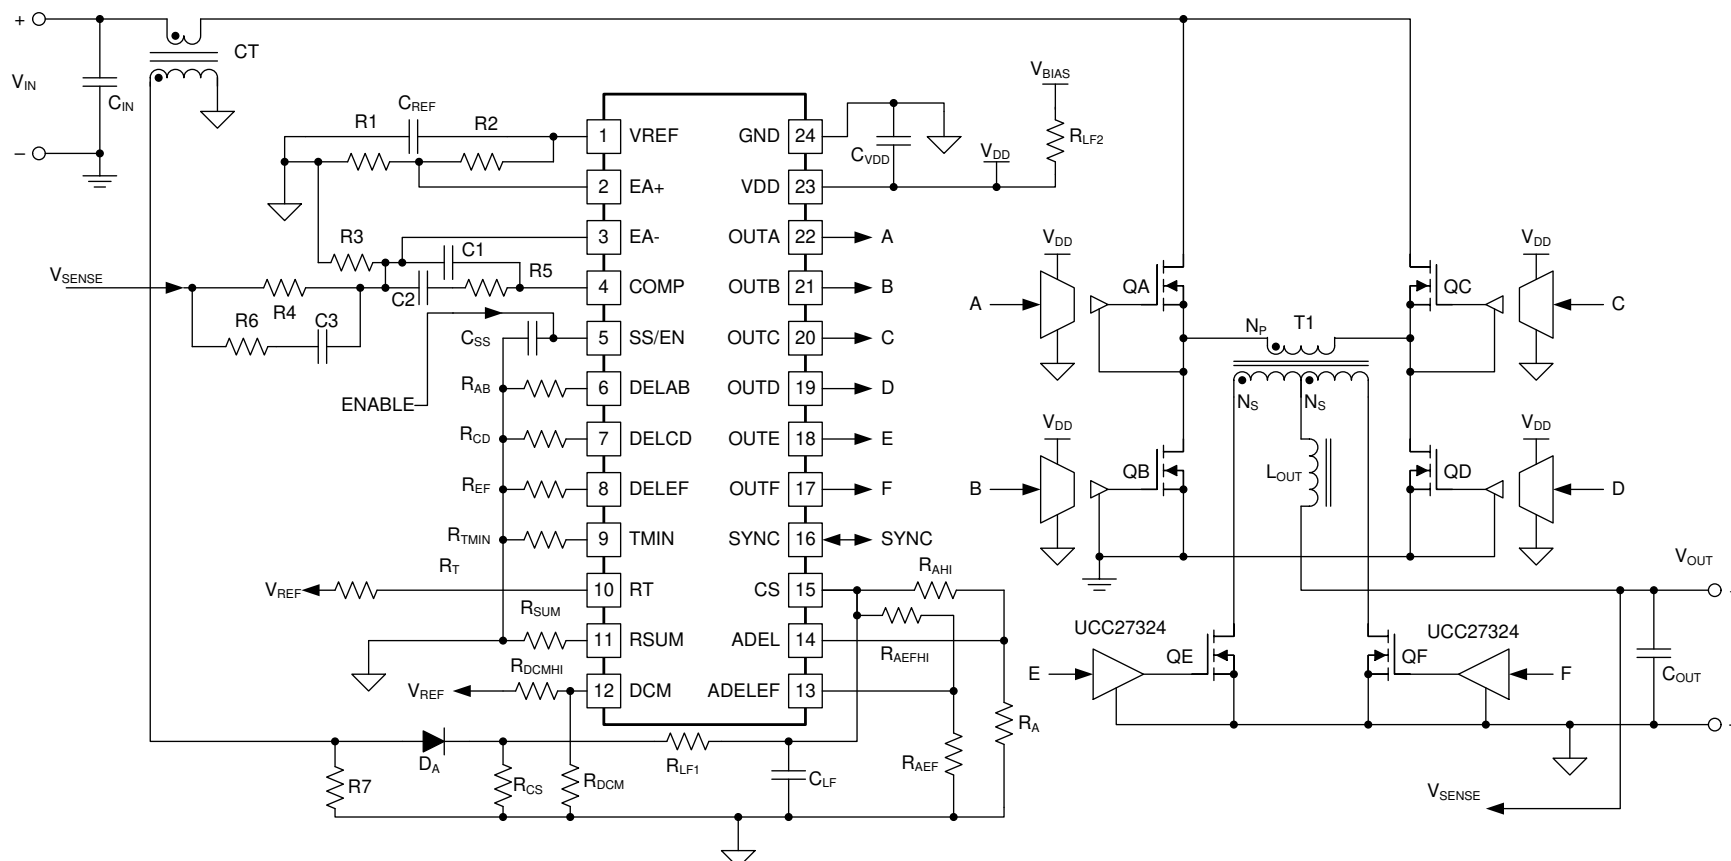 +
V_IN
–
C_IN
CT
C_REF
R1
R2
R3
C1
R5
V_SENSE
R4
C2
R6
C3
C_SS
ENABLE
R_AB
R_CD
R_EF
R_TMIN
R_T
V_REF
R_SUM
R_DCMHI
V_REF
1 VREF
2 EA+
3 EA-
4 COMP
5 SS/EN
6 DELAB
7 DELCD
8 DELEF
9 TMIN
10 RT
11 RSUM
12 DCM
GND 24
VDD 23
OUTA 22 A
OUTB 21 B
OUTC 20 C
OUTD 19 D
OUTE 18 E
OUTF 17 F
SYNC 16 SYNC
CS 15
ADEL 14
ADELEF 13
C_VDD
V_DD
V_BIAS
R_LF2
R_AHI
R_AEFHI
R_A
R_AEF
D_A
R7
R_CS
R_DCM
R_LF1
C_LF
V_DD
A
QA
V_DD
B
QB
N_P
T1
N_S
N_S
L_OUT
QC
V_DD
C
QD
V_DD
D
UCC27324
E
QE
UCC27324
QF
F
V_OUT
C_OUT
V_SENSE